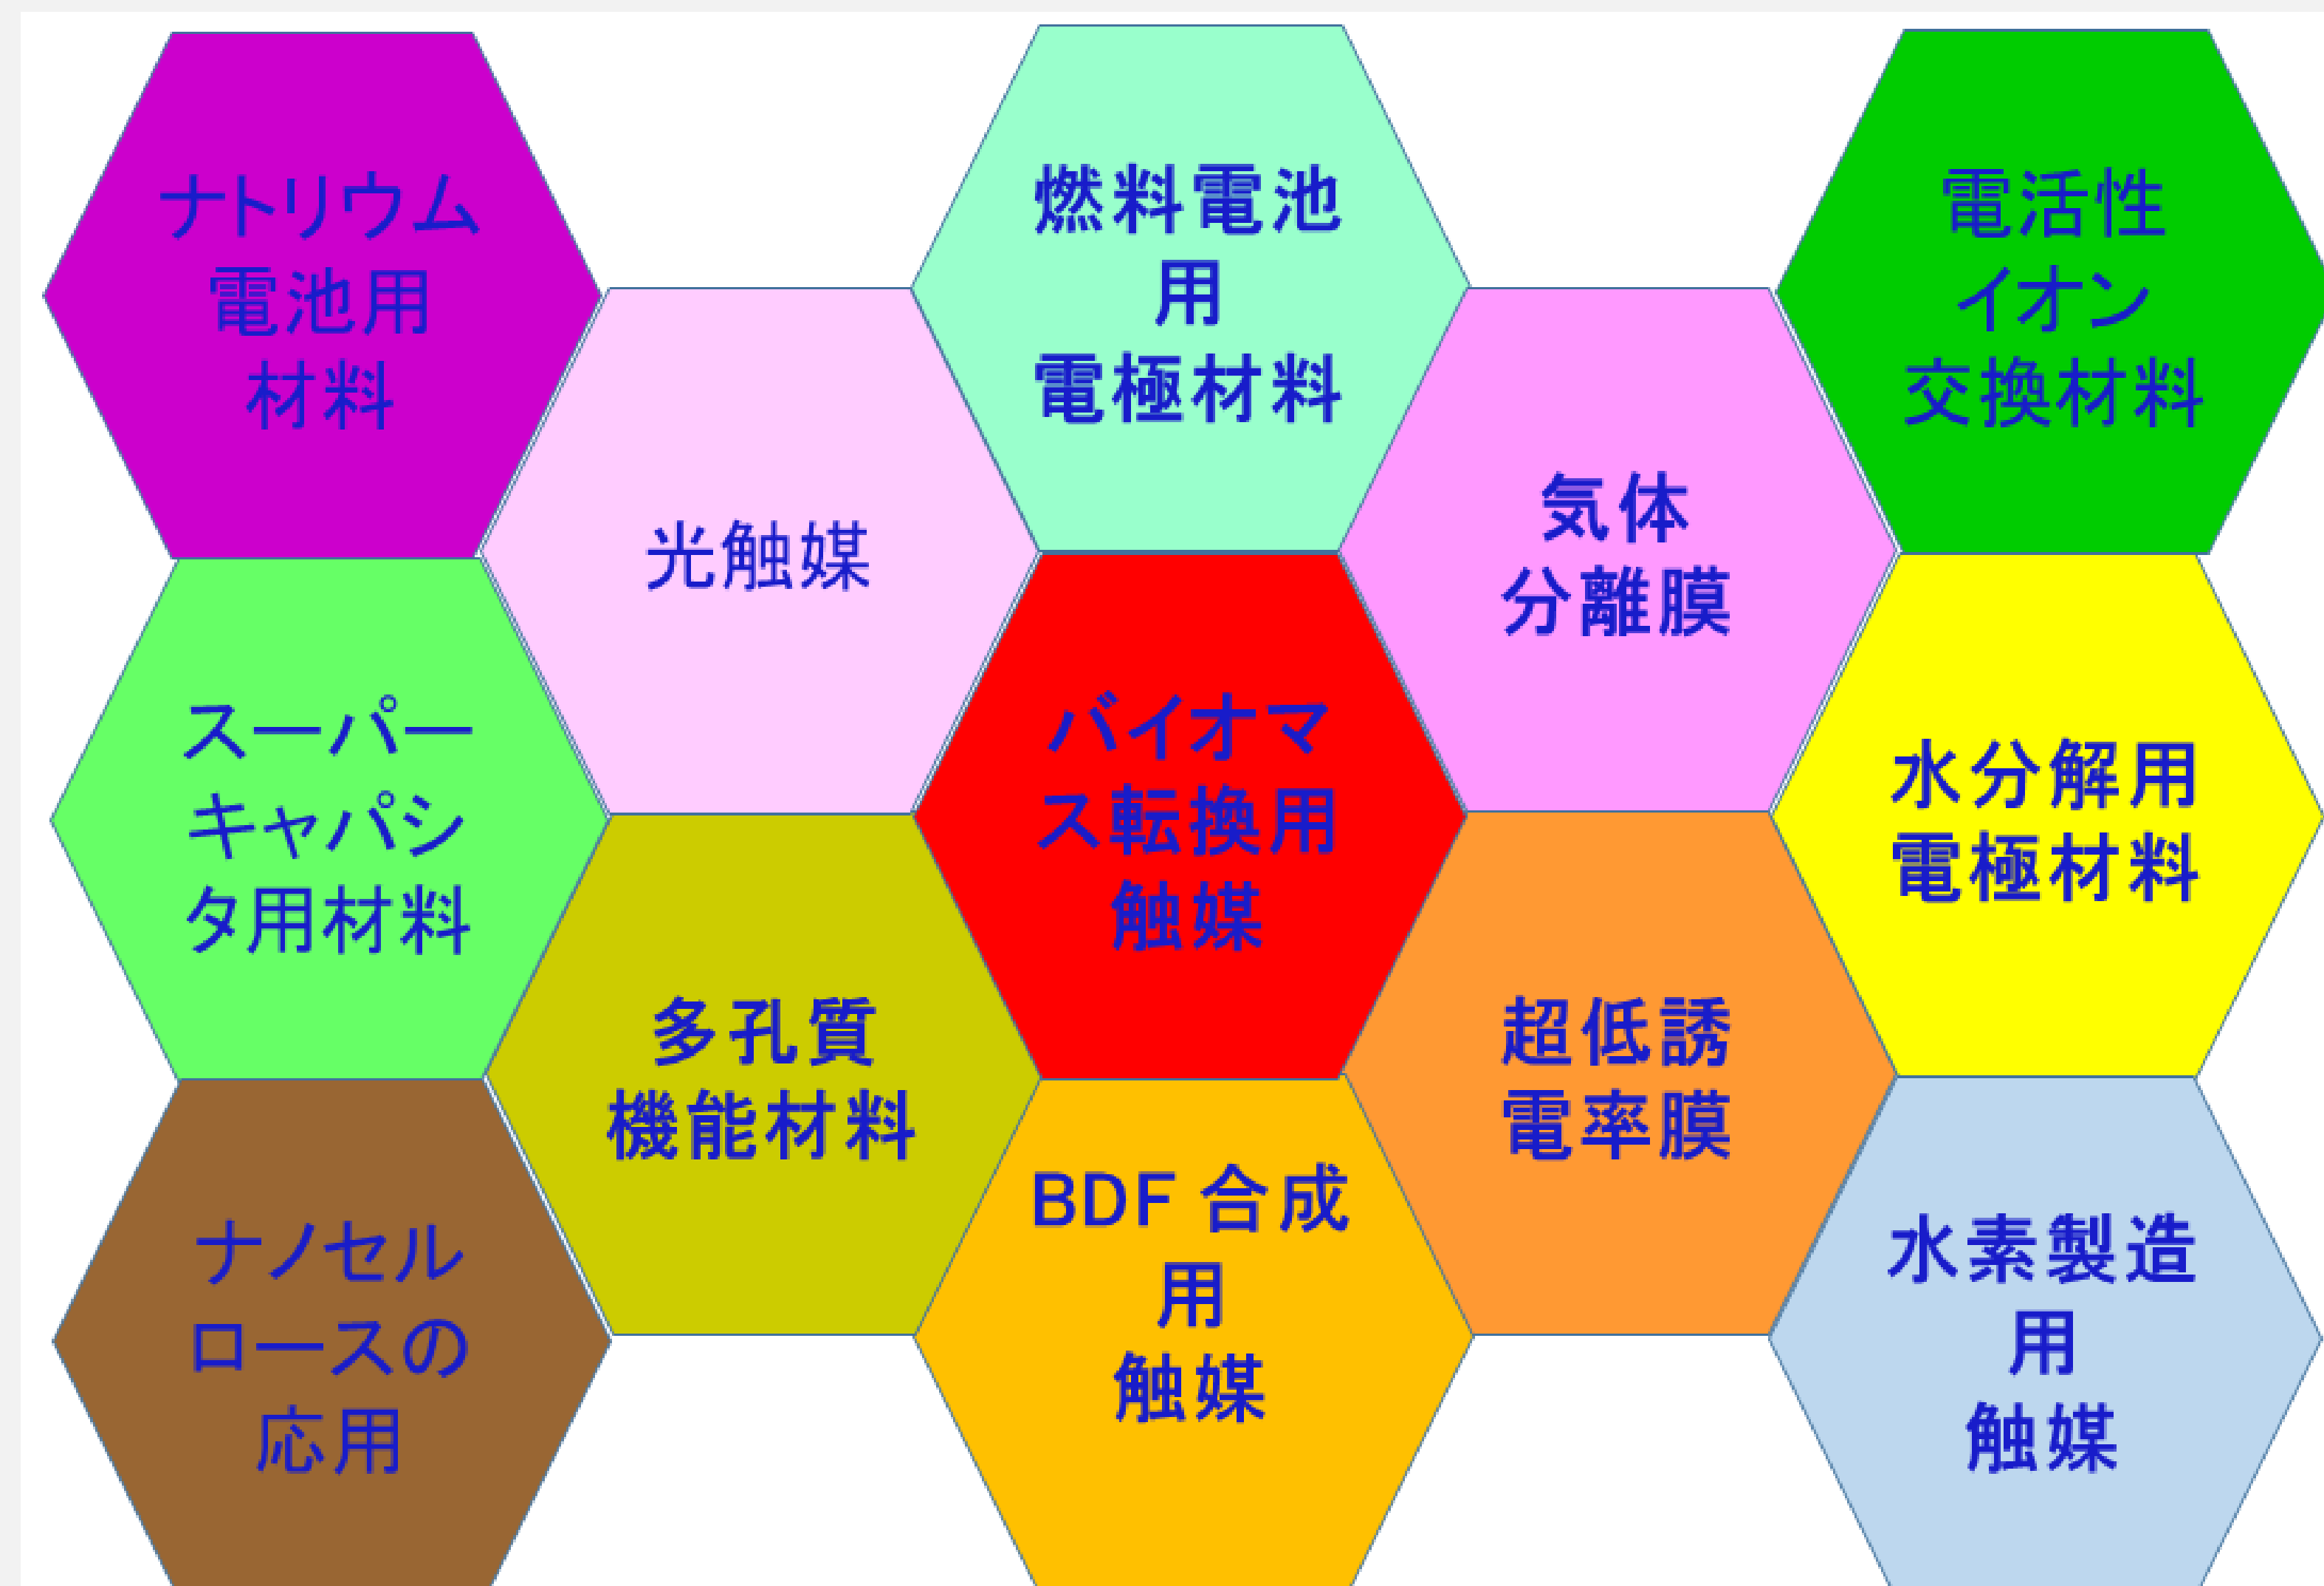 ナトリウム
電池用
材料
燃料電池
用
電極材料
電活性
イオン
交換材料
光触媒
気体
分離膜
スーパー
キャパシ
タ用材料
バイオマ
ス転換用
触媒
水分解用
電極材料
多孔質
機能材料
超低誘
電率膜
ナノセル
ロースの
応用
BDF 合成
用
触媒
水素製造
用
触媒